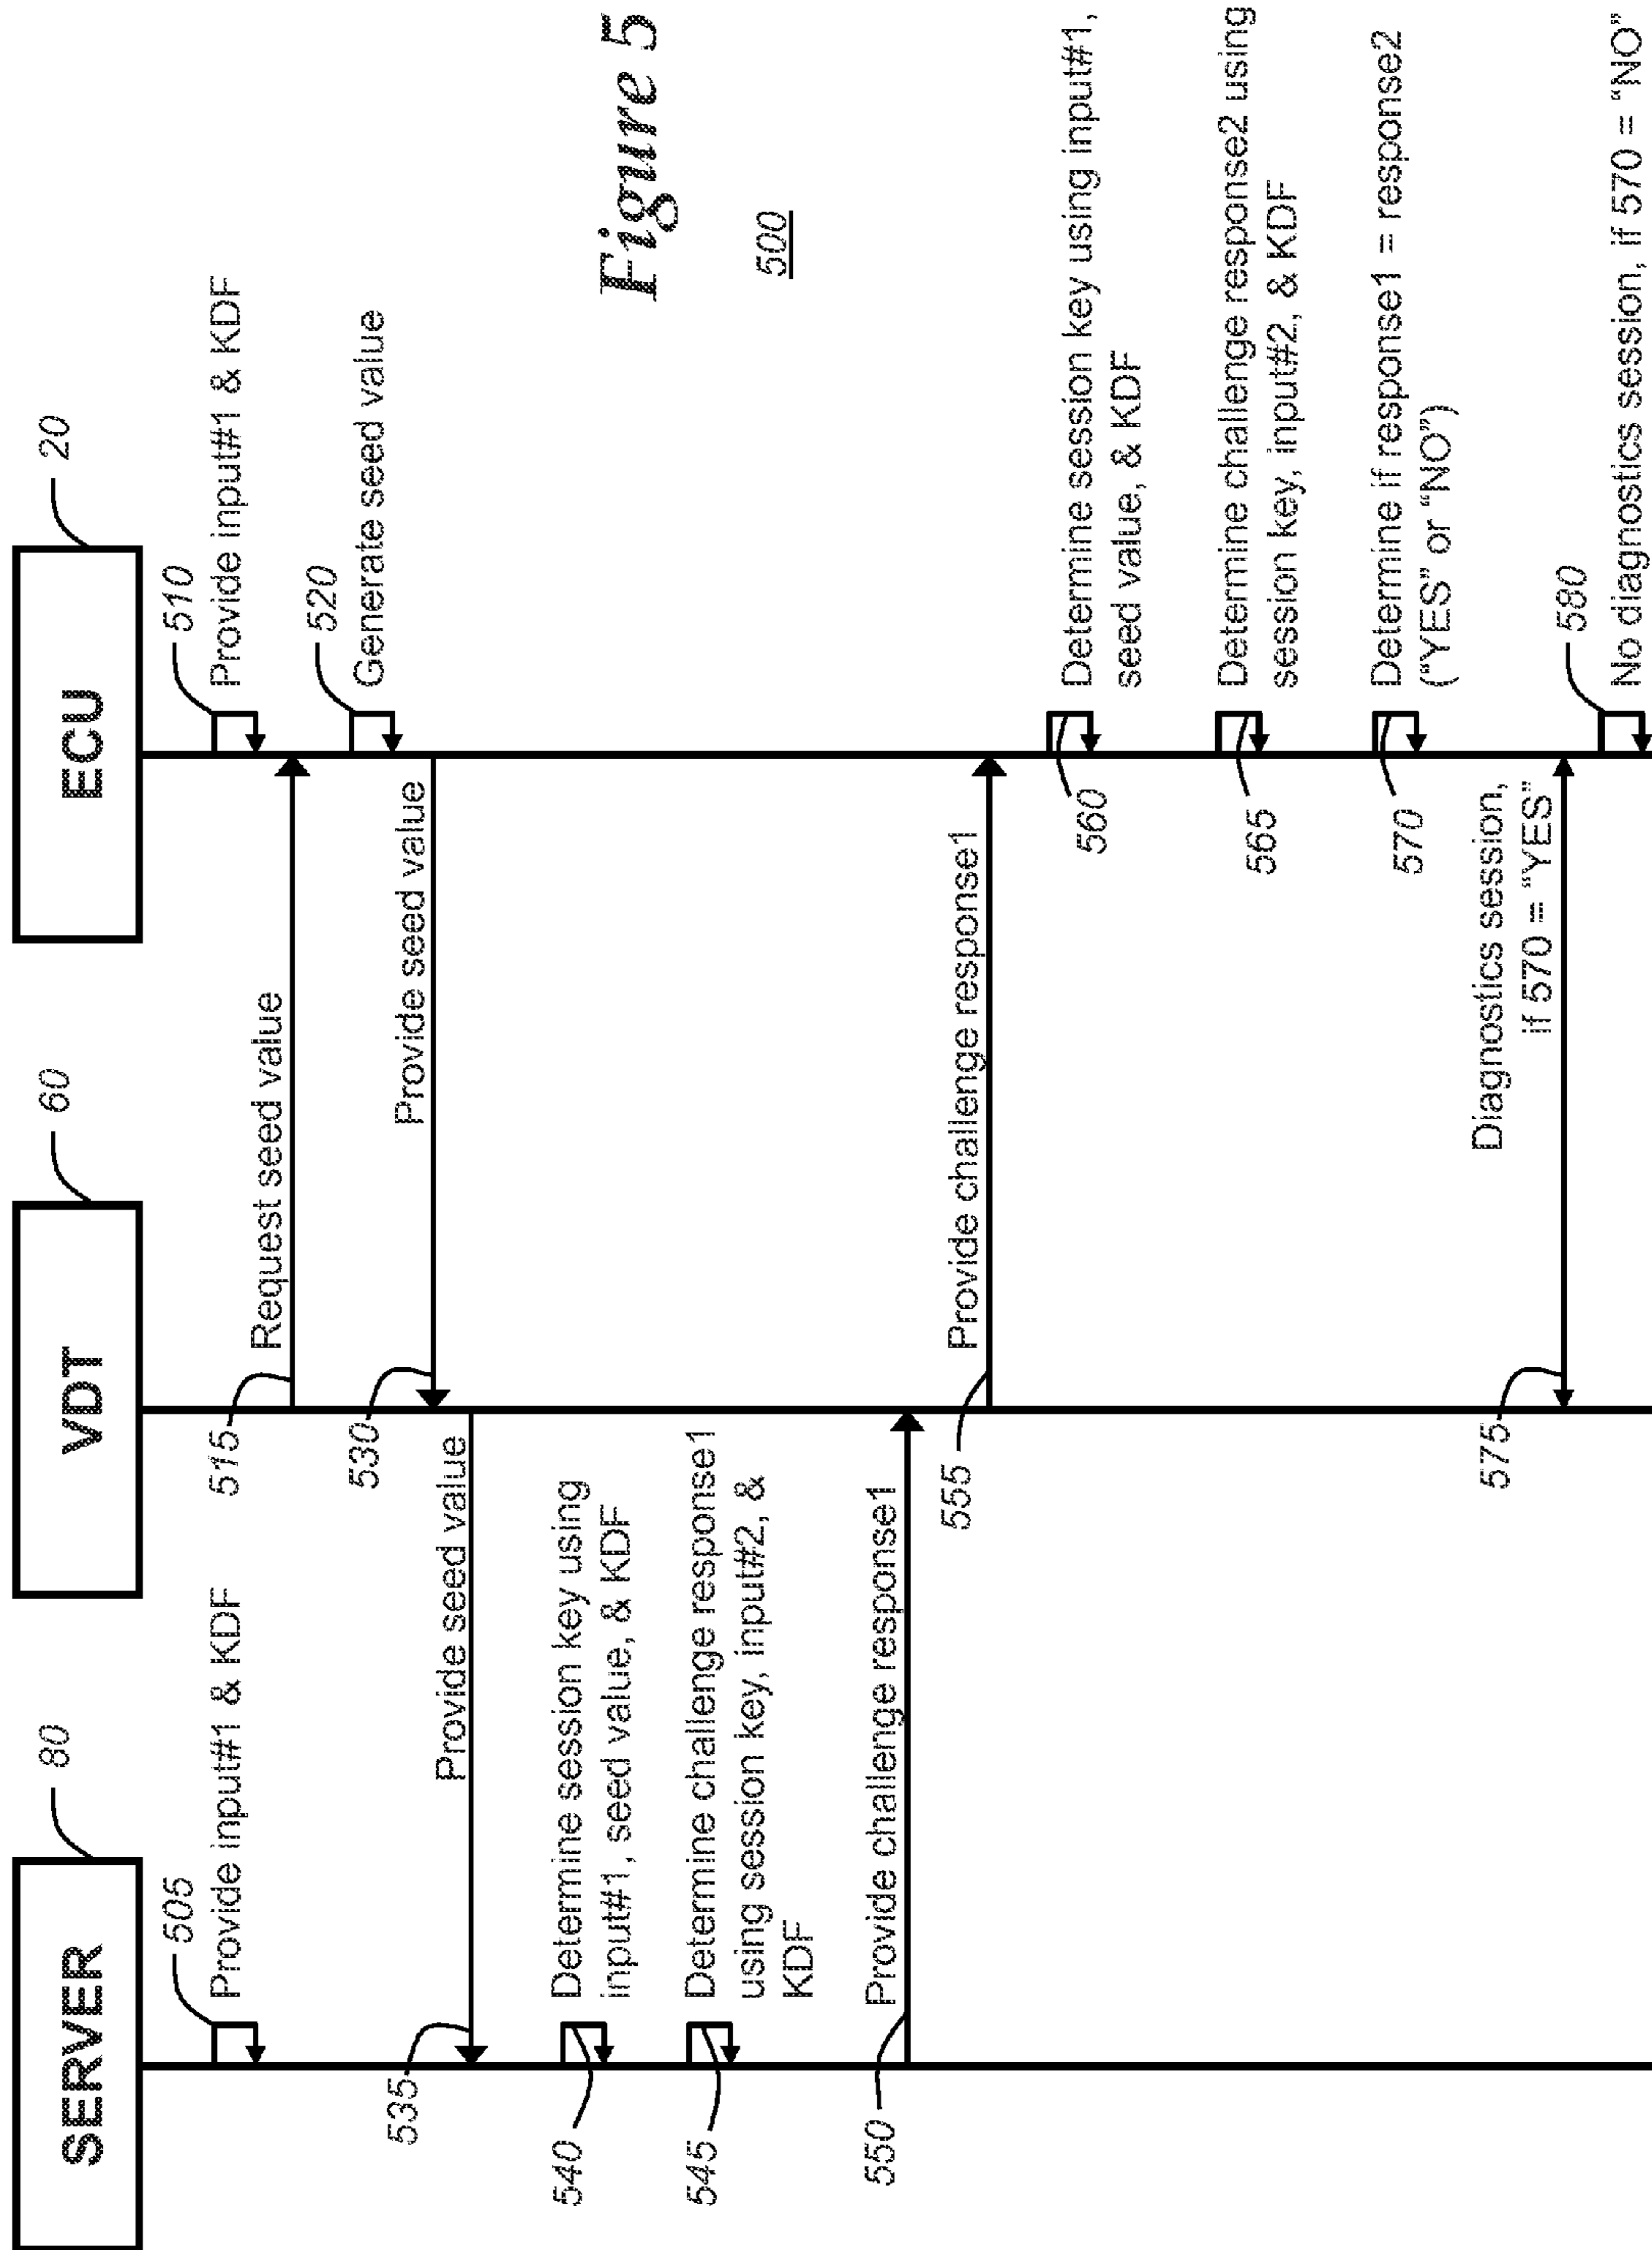 SERVER
80
VDT
60
ECU
20
505
Provide input#1 & KDF
510
Provide input#1 & KDF
515
Request seed value
520
Generate seed value
530
Provide seed value
535
Provide seed value
540
Determine session key using
input#1, seed value, & KDF
545
Determine challenge response1
using session key, input#2, &
KDF
550
Provide challenge response1
555
Provide challenge response1
560
Determine session key using input#1,
seed value, & KDF
565
Determine challenge response2 using
session key, input#2, & KDF
570
Determine if response1 = response2
("YES" or "NO")
575
Diagnostics session,
if 570 = "YES"
580
No diagnostics session, if 570 = "NO"
Figure 5
500